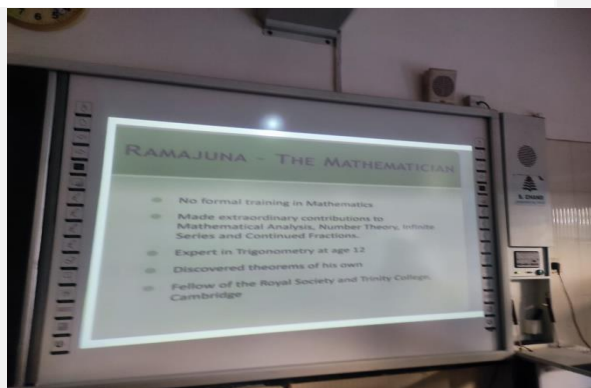 RAMAJUNA - THE MATHEMATICIAN
No formal training in Mathematics
Made extraordinary contributions to
Mathematical Analysis, Number Theory, Infinite
Series and Continued Fractions.
Expert in Trigonometry at age 12
Discovered theorems of his own
Fellow of the Royal Society and Trinity College,
Cambridge
S. CHAND